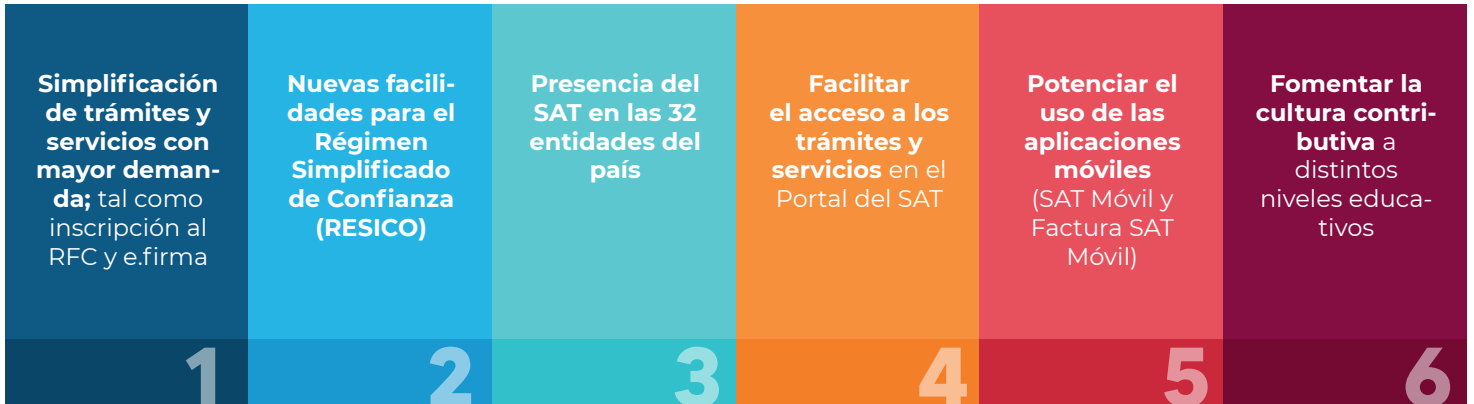 Simplificación
de trámites y
servicios con
mayor deman-
da; tal como
inscripción al
RFC y e.firma
1
Nuevas facili-
dades para el
Régimen
Simplificado
de Confianza
(RESICO)
2
Presencia del
SAT en las 32
entidades del
país
3
Facilitar
el acceso a los
trámites y
servicios en el
Portal del SAT
4
Potenciar el
uso de las
aplicaciones
móviles
(SAT Móvil y
Factura SAT
Móvil)
5
Fomentar la
cultura contri-
butiva a
distintos
niveles educa-
tivos
6